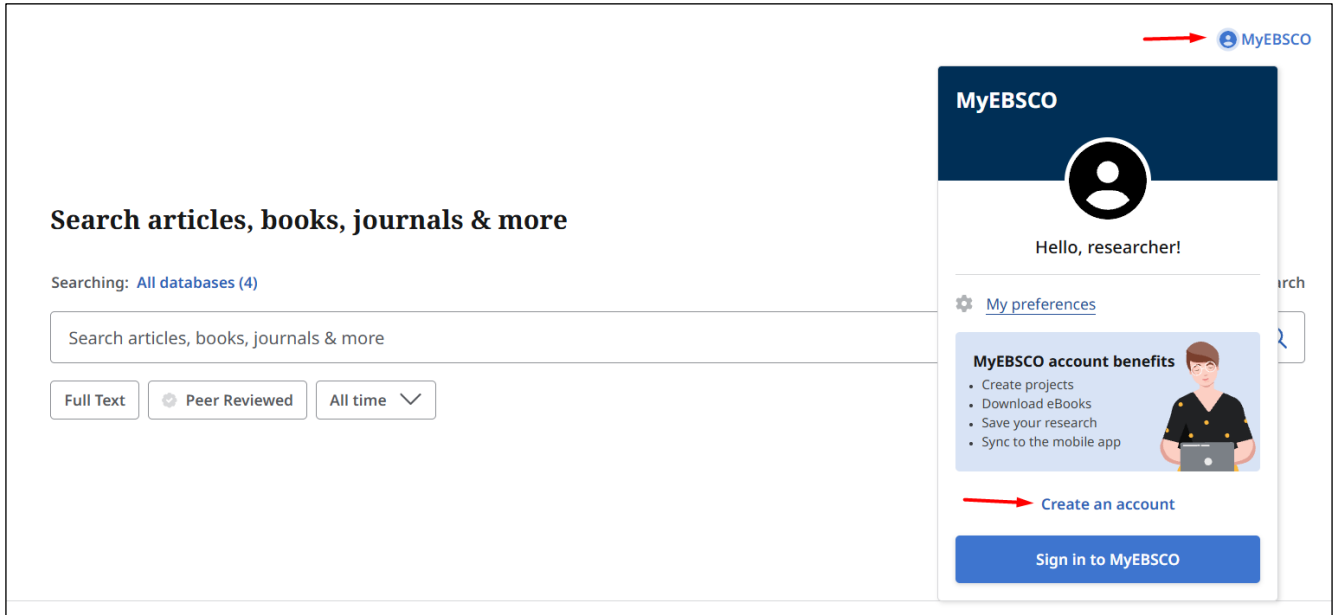 MyEBSCO
MyEBSCO
Hello, researcher!
My preferences
MyEBSCO account benefits
• Create projects
• Download eBooks
• Save your research
• Sync to the mobile app
Create an account
Sign in to MyEBSCO
Search articles, books, journals & more
Searching: All databases (4)
Search articles, books, journals & more
Full Text
Peer Reviewed
All time